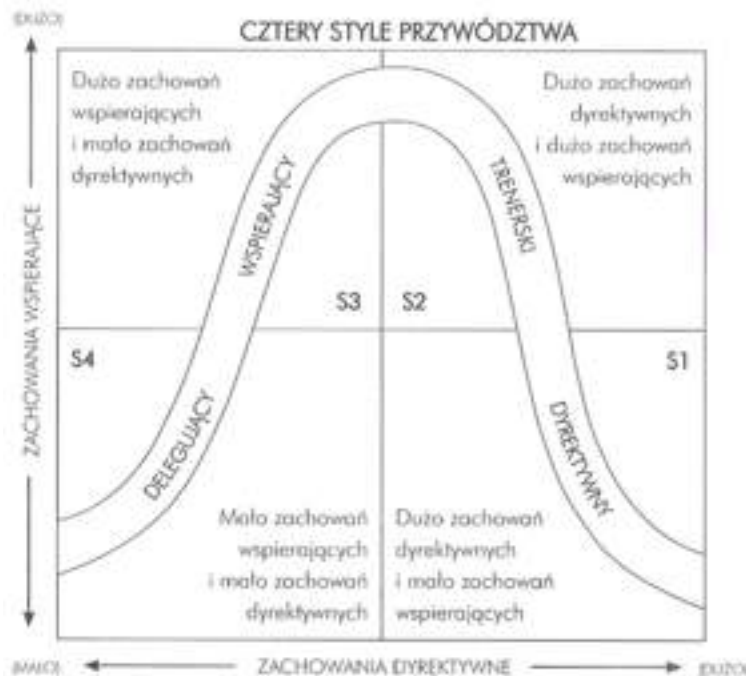 (DUŻO)
CZTERY STYLE PRZYWÓDZTWA
Dużo zachowań
wspierających
i mało zachowań
dyrektywnych
Dużo zachowań
dyrektywnych
i dużo zachowań
wspierających
WSPIERAJĄCY
TRENERSKI
ZACHOWANIA WSPIERAJĄCE
S3
S2
S4
S1
DELEGUJĄCY
DYREKTYWNY
Mało zachowań
wspierających
i mało zachowań
dyrektywnych
Dużo zachowań
dyrektywnych
i mało zachowań
wspierających
(MAŁO)
ZACHOWANIA DYREKTYWNE
(DUŻO)